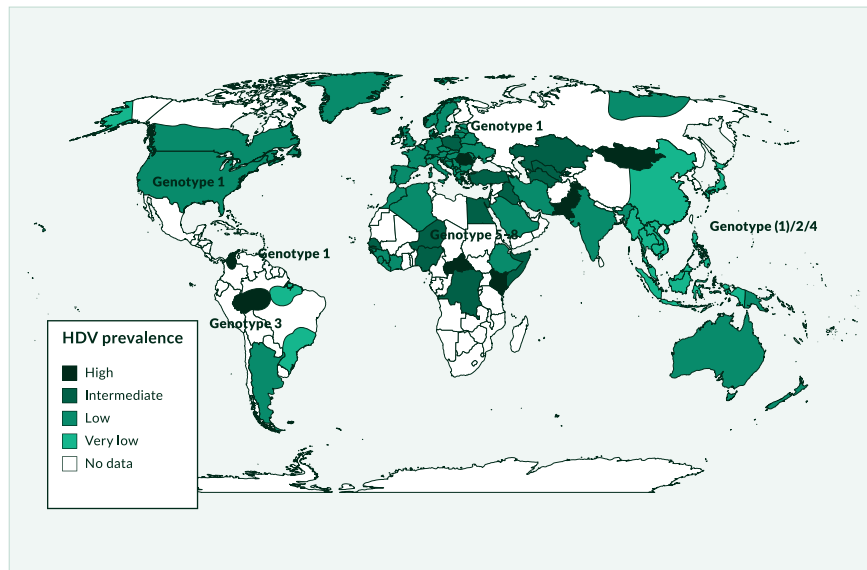 Genotype 1
Genotype 1
Genotype 5–8
Genotype (1)/2/4
Genotype 1
Genotype 3
HDV prevalence
High
Intermediate
Low
Very low
No data